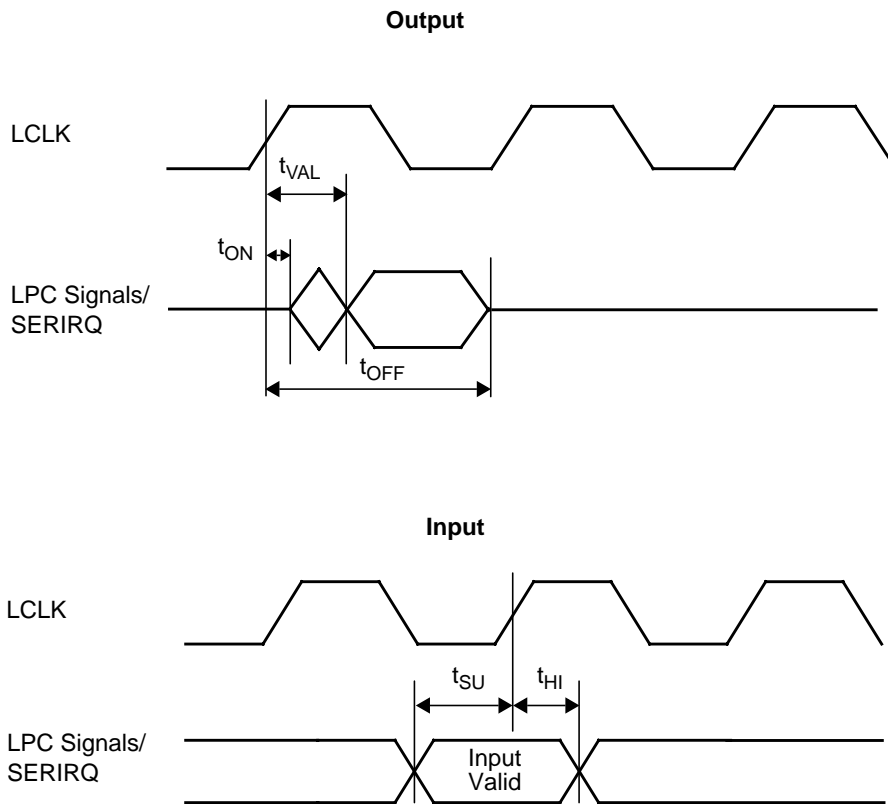 Output
LCLK
tVAL
tON
LPC Signals/
SERIRQ
tOFF
Input
LCLK
tSU
tHI
LPC Signals/
SERIRQ
Input
Valid